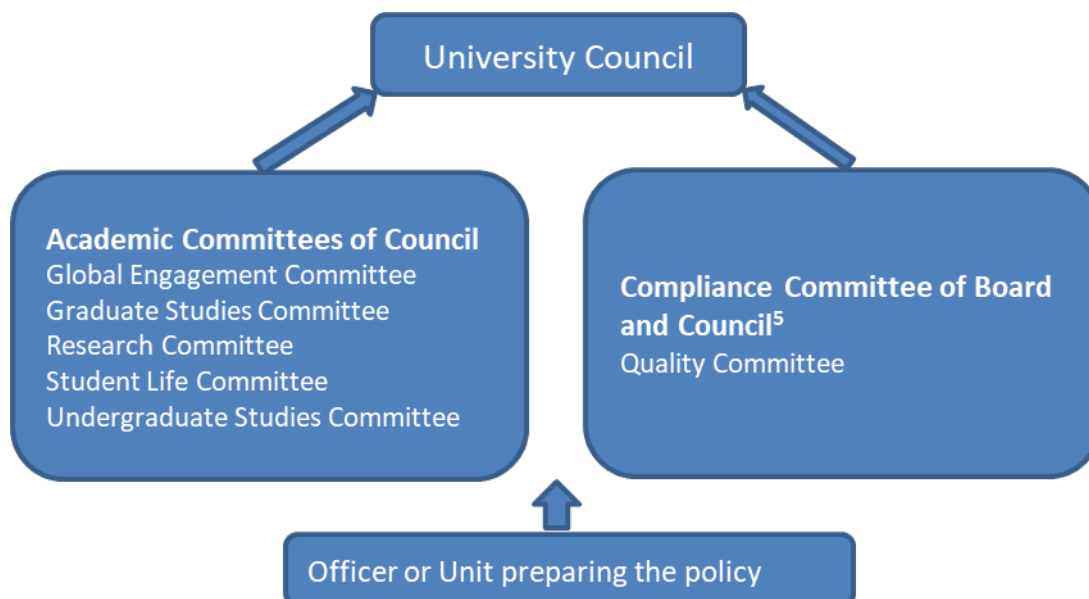 University Council
Academic Committees of Council
Global Engagement Committee
Graduate Studies Committee
Research Committee
Student Life Committee
Undergraduate Studies Committee
Compliance Committee of Board
and Council⁵
Quality Committee
Officer or Unit preparing the policy